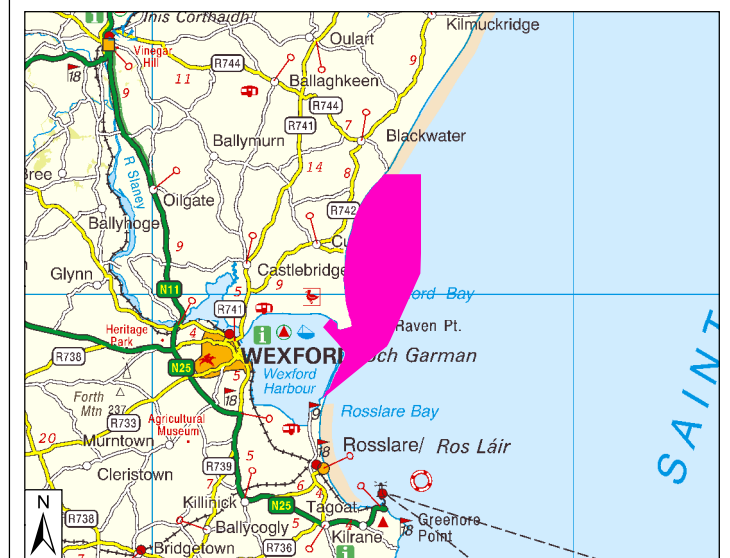 Inis Corthaidh
Kilmuckridge
Oulart
Vinegar
Hill
R744
9
18
11
Ballaghkeen
9
R744
R741
7
Blackwater
Ballymurn
14
8
R Slaney
Oilgate
R742
Ballyhoge
9
Castlebridge
Glynn
N11
5
9
ord Bay
R741
Heritage
Park
4
Raven Pt.
R738
WEXFORD
och Garman
N25
Wexford
Harbour
5
Forth
Mtn 237
18
9
Rosslare Bay
R733
Agricultural
Museum
20
Murntown
18
Rosslare/ Ros Láir
Cleristown
R739
5
7
6
4
Killinick
N25
Tagoat
SAINT
N
R738
Ballycogly
5
4
Kilrane
18
Greenore
Point
Bridgetown
R736